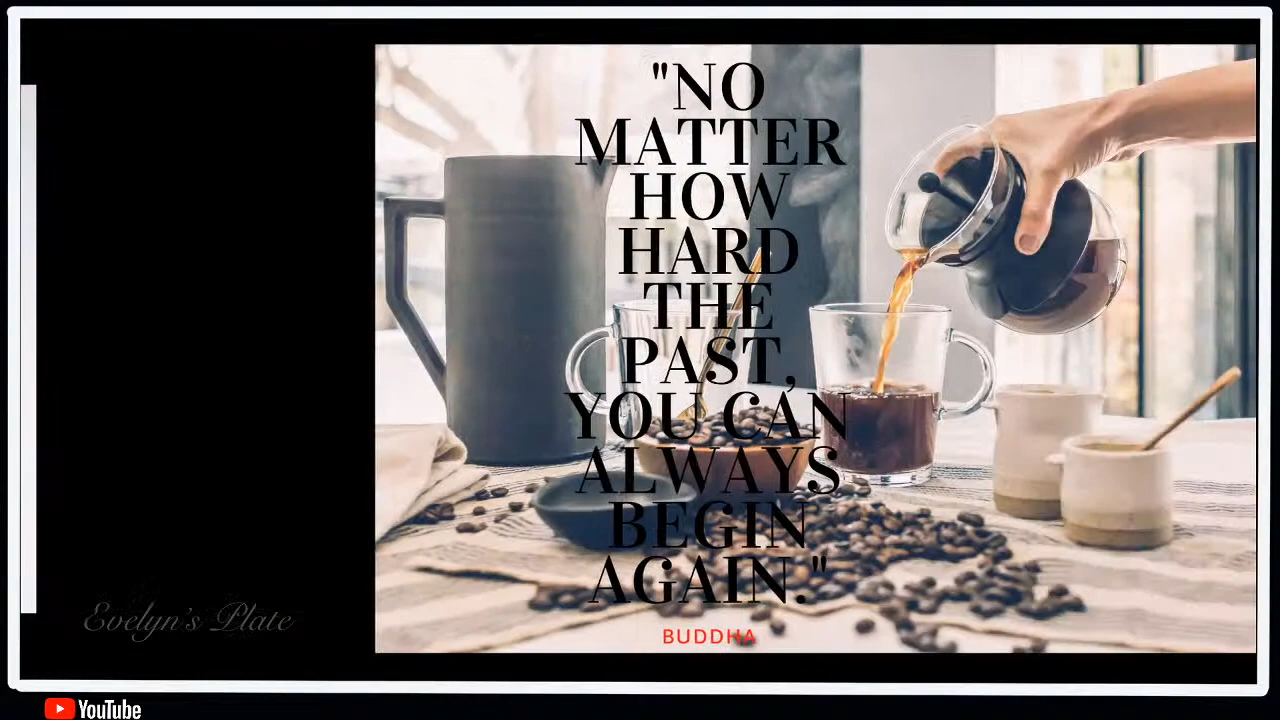 "NO
MATTER
HOW
HARD
THE
PAST,
YOU CAN
ALWAYS
BEGIN
AGAIN."
BUDDHA
Evelyn's Plate
YouTube